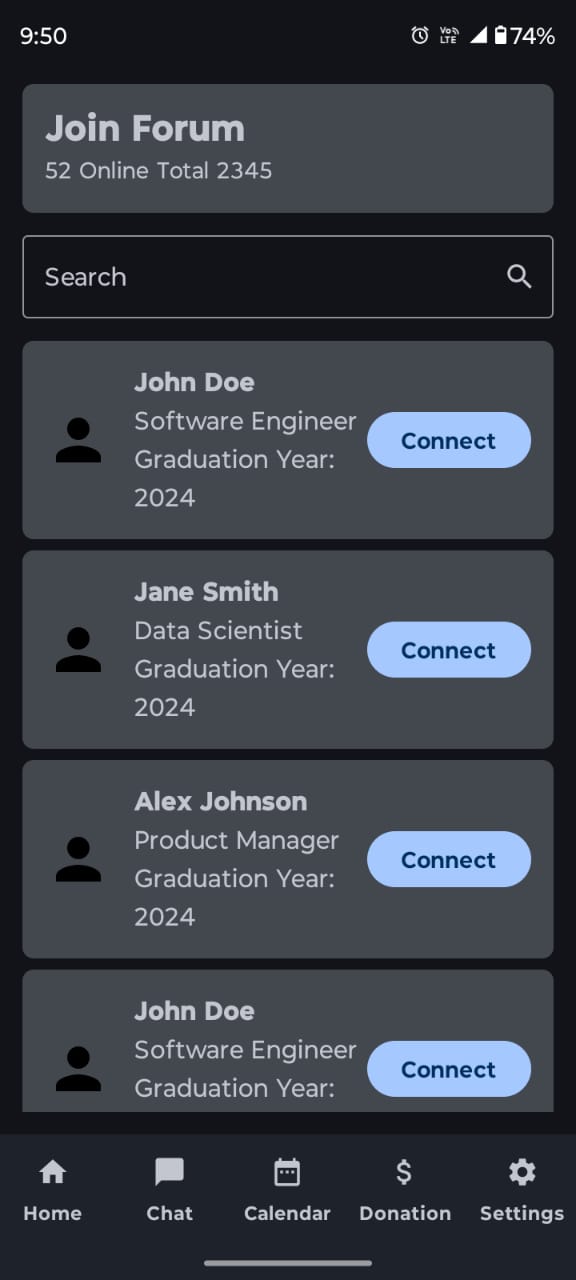 9:50
Vo LTE
74%
Join Forum
52 Online Total 2345
Search
John Doe
Software Engineer
Graduation Year:
2024
Connect
Jane Smith
Data Scientist
Graduation Year:
2024
Connect
Alex Johnson
Product Manager
Graduation Year:
2024
Connect
John Doe
Software Engineer
Graduation Year:
Connect
Home
Chat
Calendar
Donation
Settings